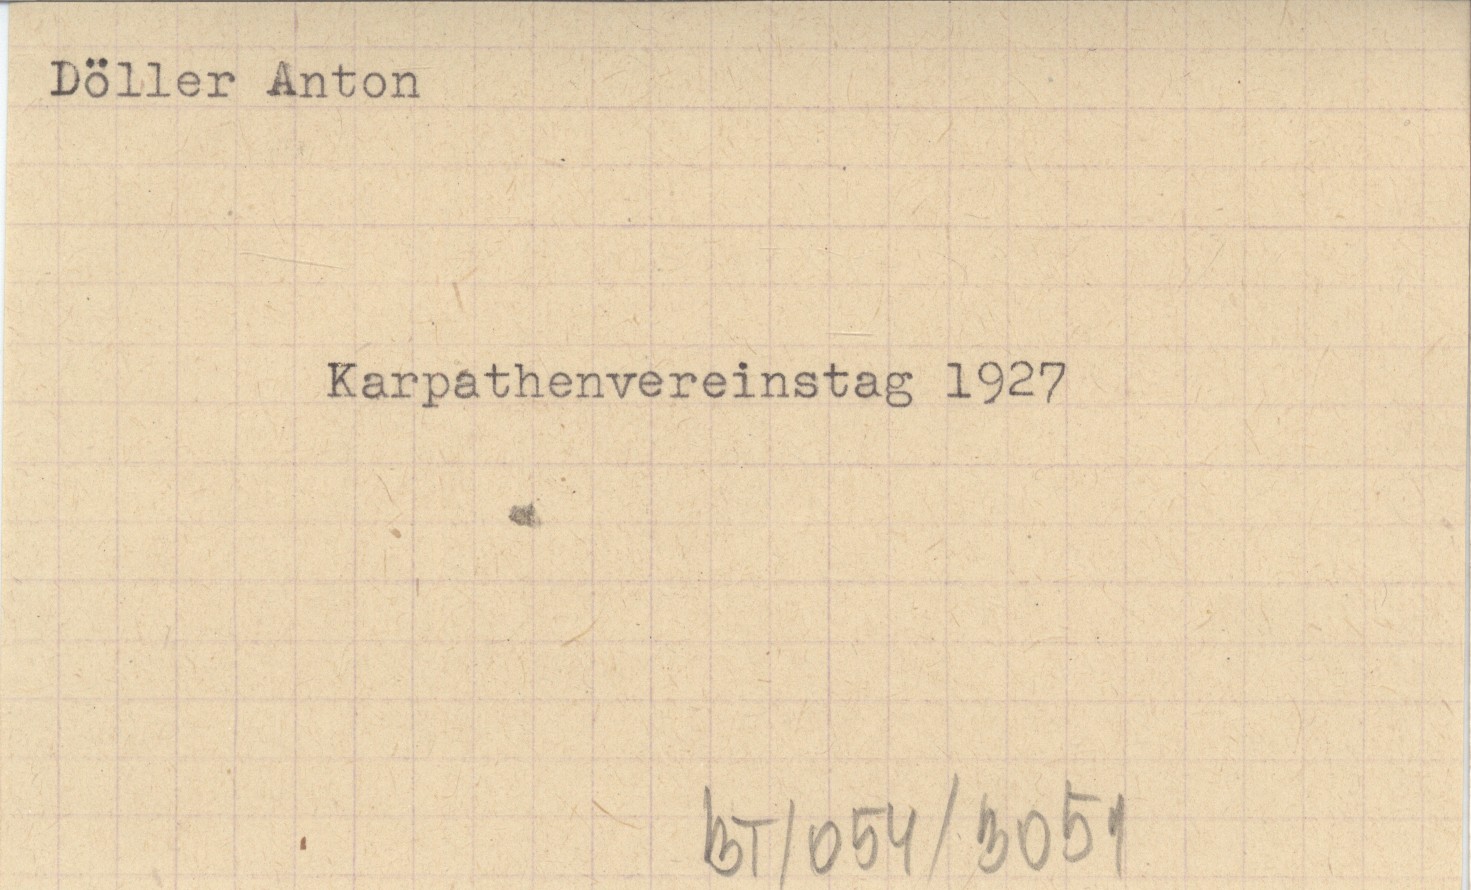 Döller Anton
Karpathenvereinstag 1927
BT/054/3051